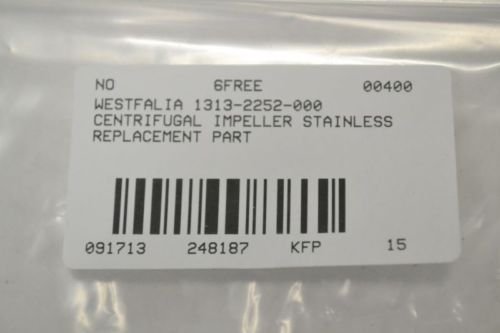 NO 6FREE 00400
WESTFALIA 1313-2252-000
CENTRIFUGAL IMPELLER STAINLESS
REPLACEMENT PART
091713 248187 KFP 15